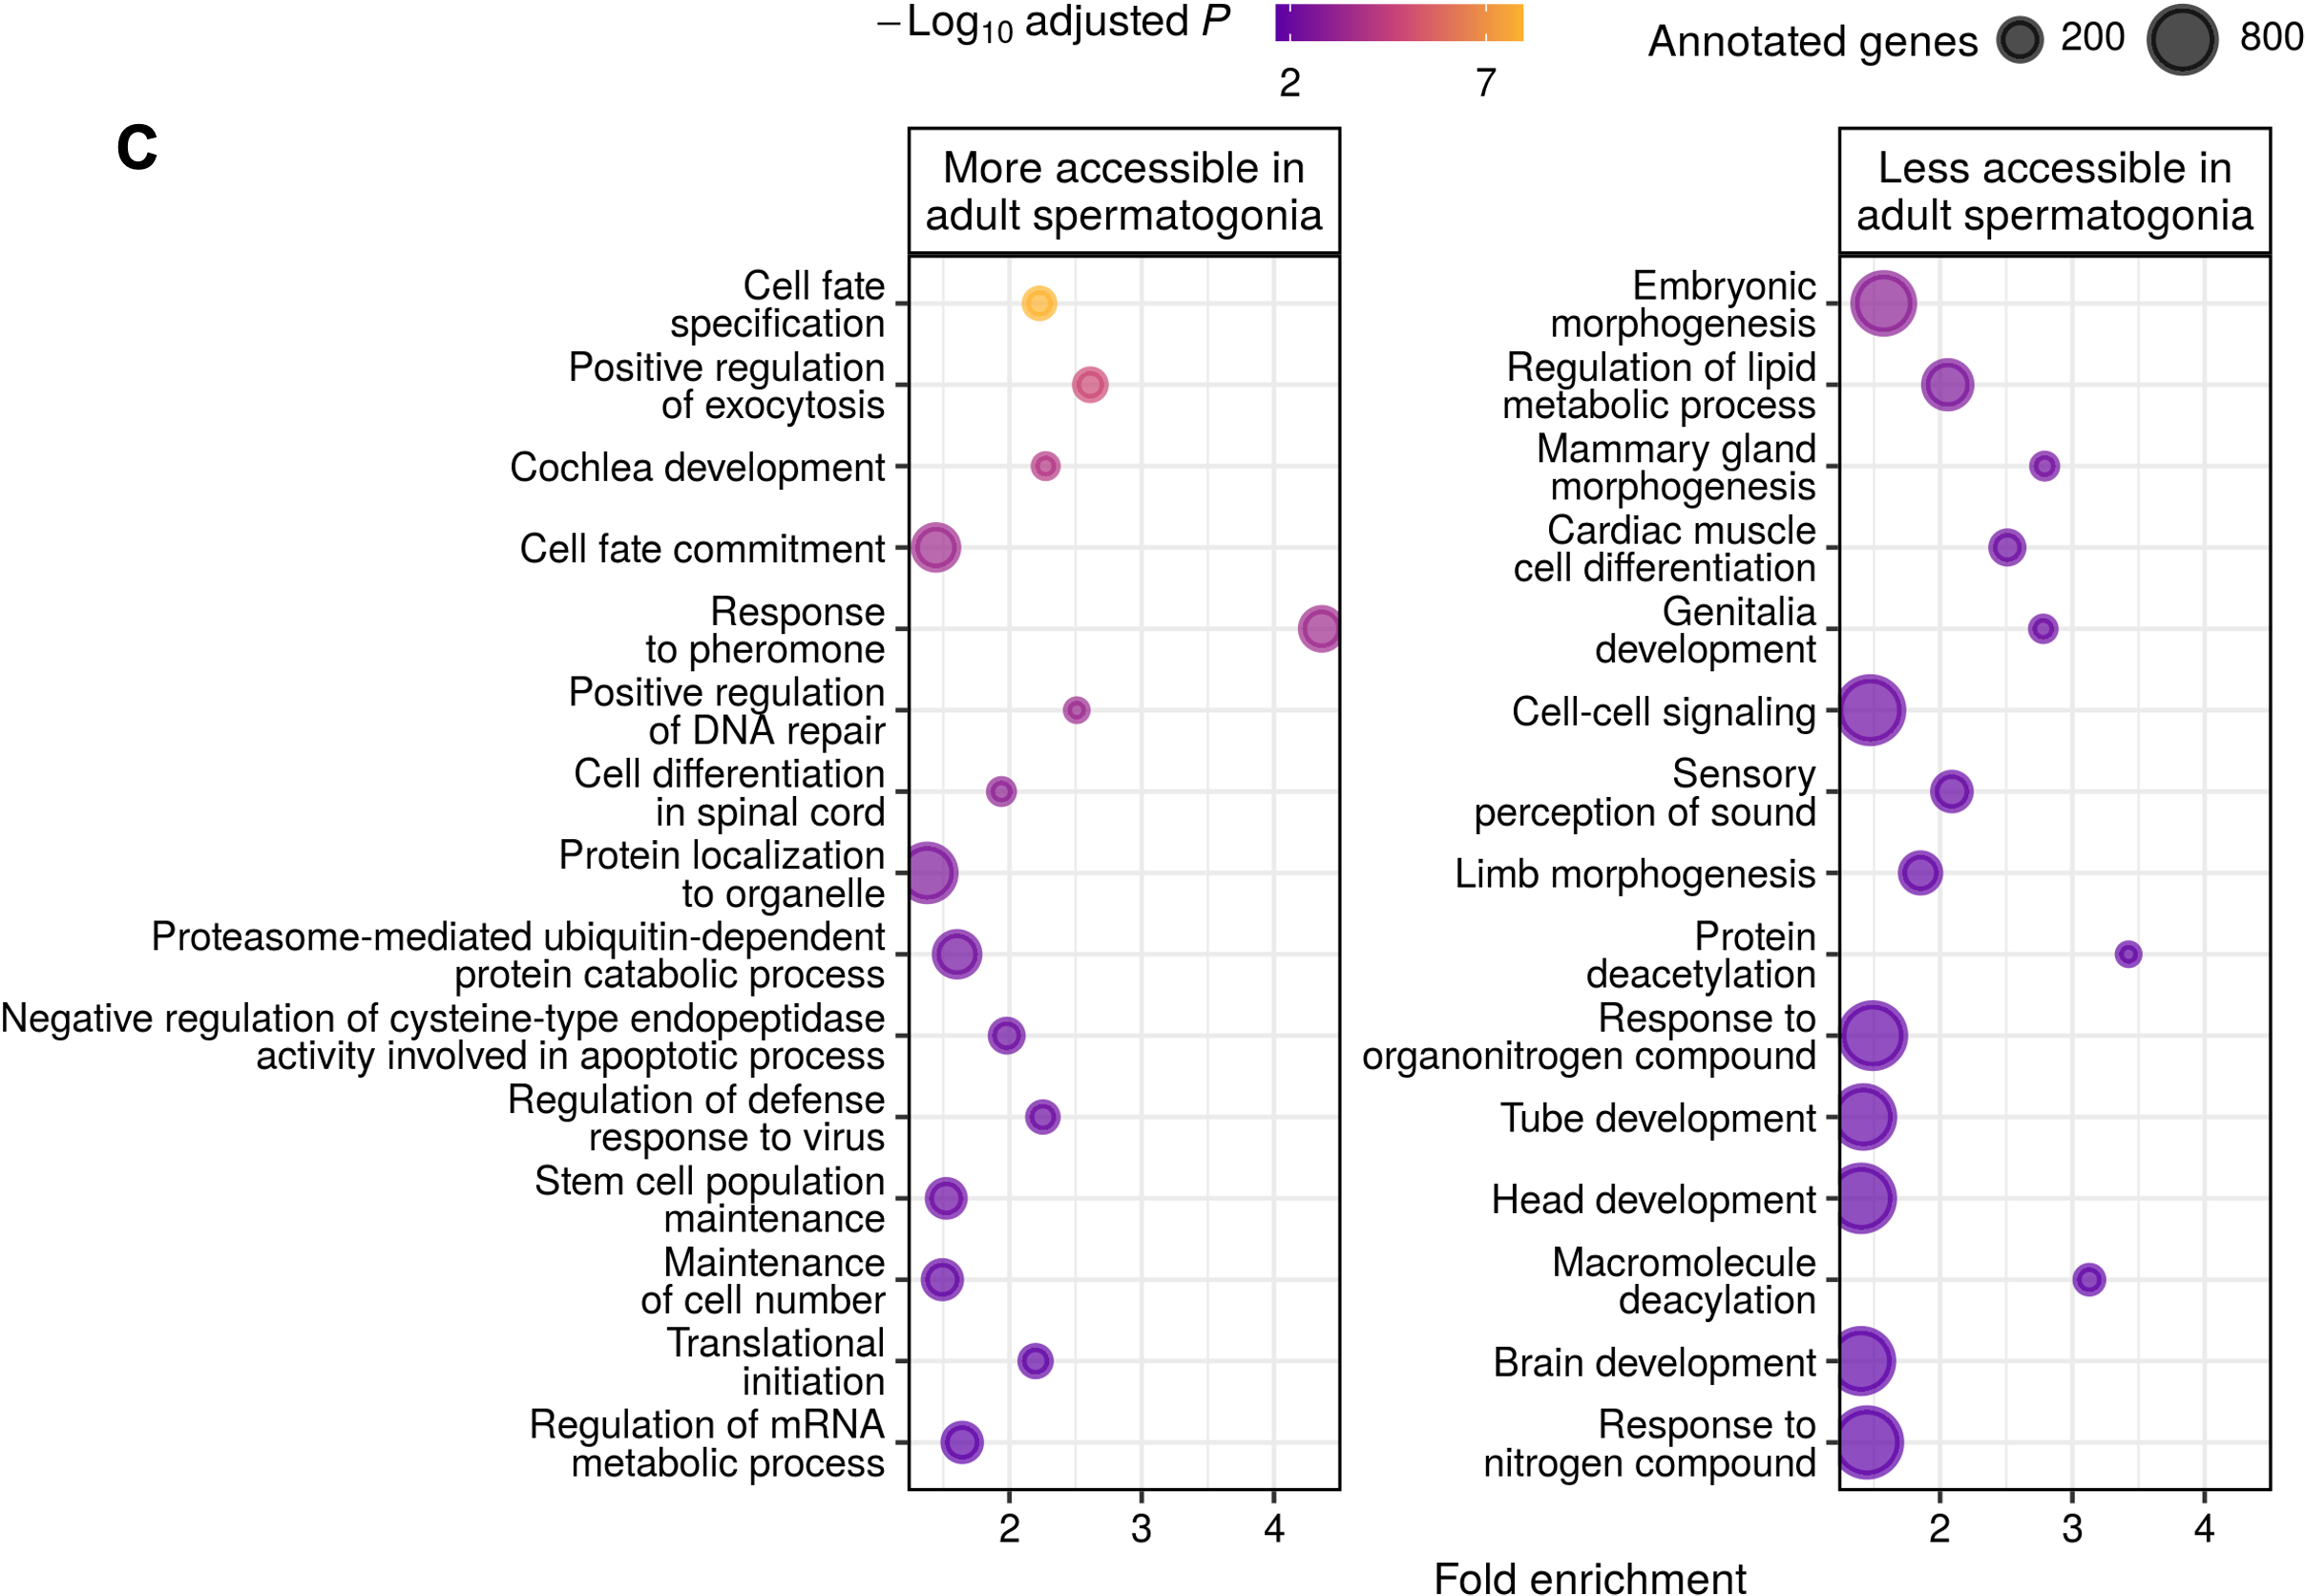 −Log10 adjusted P
2
7
Annotated genes
200
800
C
More accessible in
adult spermatogonia
Cell fate
specification
Positive regulation
of exocytosis
Cochlea development
Cell fate commitment
Response
to pheromone
Positive regulation
of DNA repair
Cell differentiation
in spinal cord
Protein localization
to organelle
Proteasome-mediated ubiquitin-dependent
protein catabolic process
Negative regulation of cysteine-type endopeptidase
activity involved in apoptotic process
Regulation of defense
response to virus
Stem cell population
maintenance
Maintenance
of cell number
Translational
initiation
Regulation of mRNA
metabolic process
2
3
4
Less accessible in
adult spermatogonia
Embryonic
morphogenesis
Regulation of lipid
metabolic process
Mammary gland
morphogenesis
Cardiac muscle
cell differentiation
Genitalia
development
Cell-cell signaling
Sensory
perception of sound
Limb morphogenesis
Protein
deacetylation
Response to
organonitrogen compound
Tube development
Head development
Macromolecule
deacylation
Brain development
Response to
nitrogen compound
2
3
4
Fold enrichment